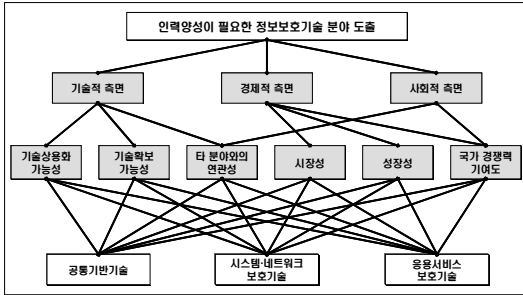 인력양성이 필요한 정보보호기술 분야 도출
기술적 측면
경제적 측면
사회적 측면
기술상용화
가능성
기술확보
가능성
타 분야와의
연관성
시장성
성장성
국가 경쟁력
기여도
공통기반기술
시스템·네트워크
보호기술
응용서비스
보호기술